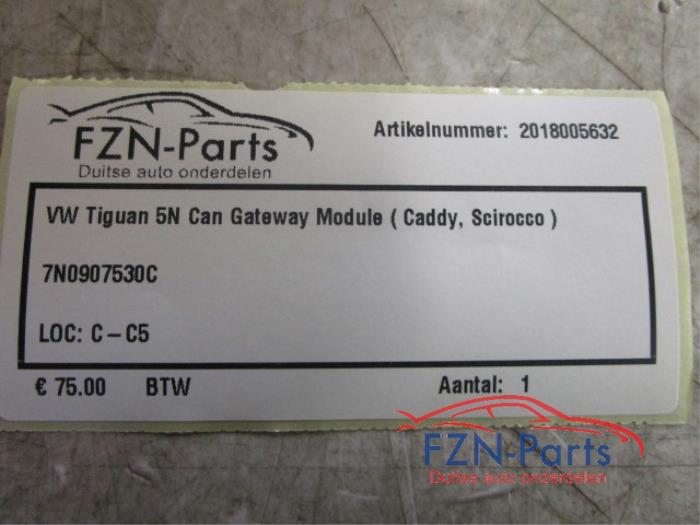 FZN-Parts
Duitse auto onderdelen
Artikelnummer: 2018005632
VW Tiguan 5N Can Gateway Module ( Caddy, Scirocco )
7N0907530C
LOC: C - C5
€ 75.00 BTW Aantal: 1
FZN-Parts
Duitse auto onderdelen